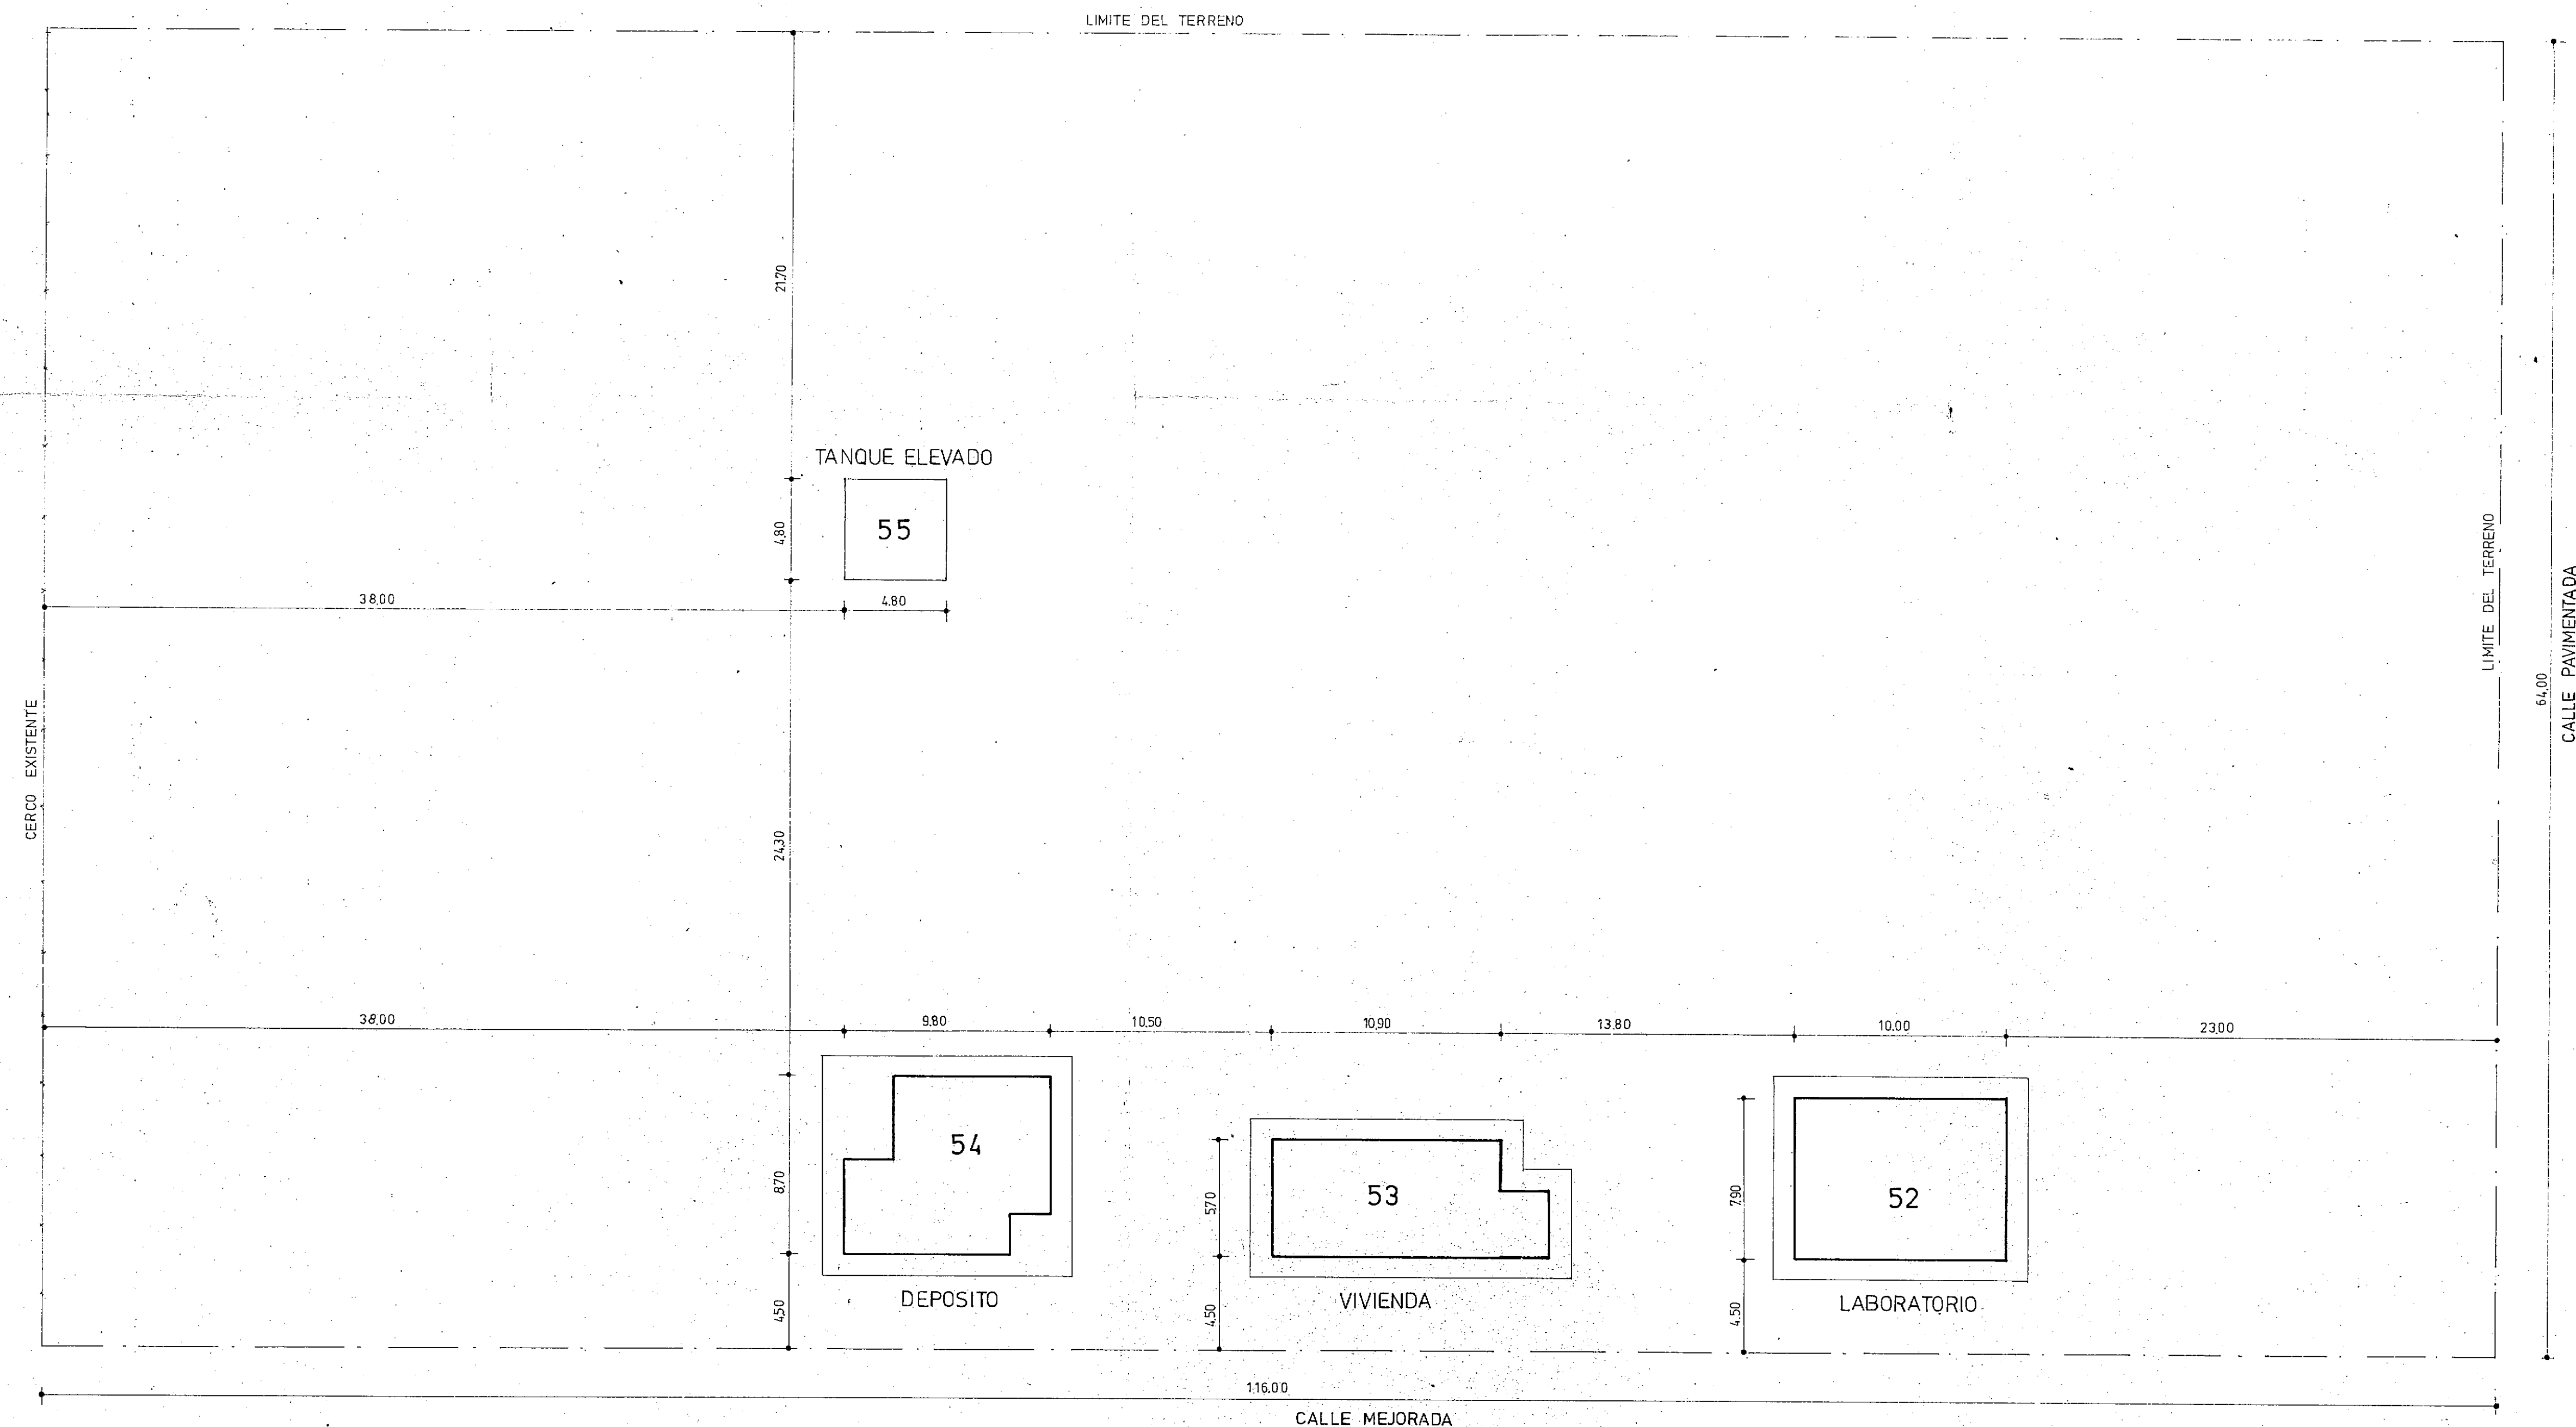 LIMITE DEL TERRENO
21.70
TANQUE ELEVADO
55
4.80
38.00
4.80
LIMITE DEL TERRENO
CALLE PAVIMENTADA
64.00
CERCO EXISTENTE
24.30
38.00
9.80
10.50
10.90
13.80
10.00
23.00
54
8.70
53
5.70
52
7.90
DEPOSITO
VIVIENDA
LABORATORIO
4.50
4.50
4.50
116.00
CALLE MEJORADA